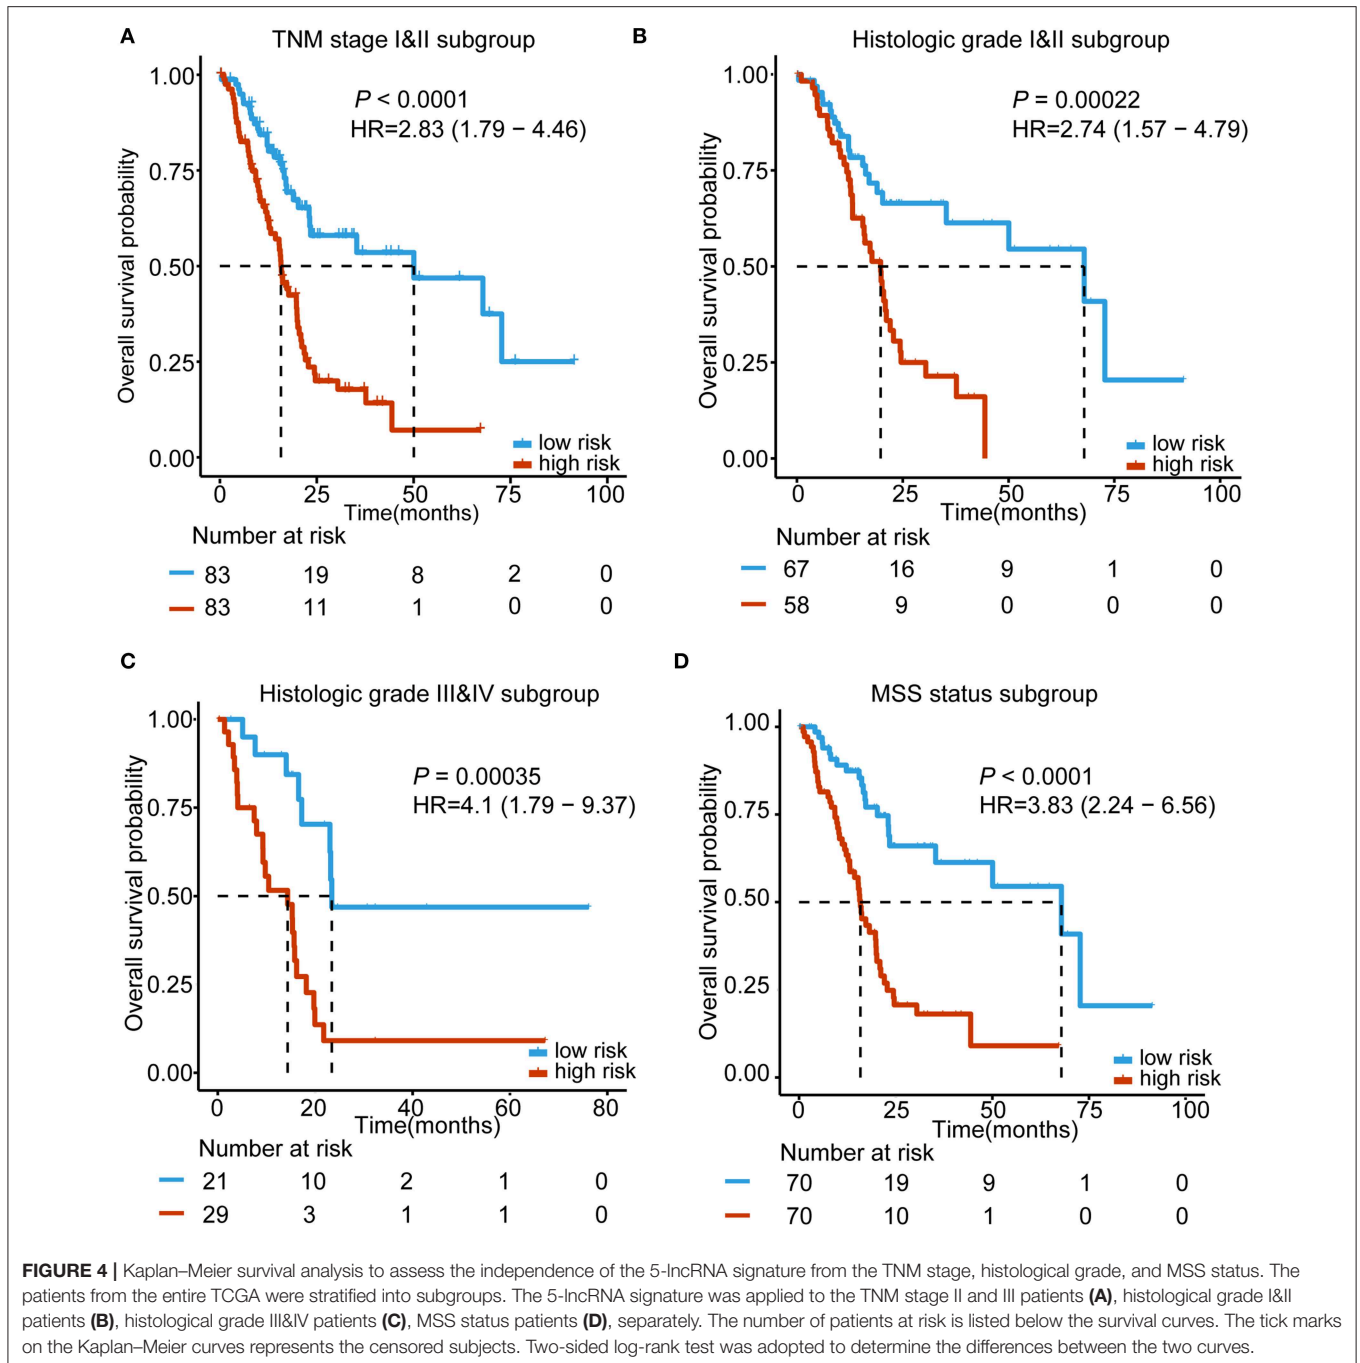 A
TNM stage I&II subgroup
1.00
0.75
0.50
0.25
0.00
Overall survival probability
P < 0.0001
HR=2.83 (1.79 − 4.46)
low risk
high risk
0 25 50 75 100
Time(months)
Number at risk
83 19 8 2 0
83 11 1 0 0
B
Histologic grade I&II subgroup
1.00
0.75
0.50
0.25
0.00
Overall survival probability
P = 0.00022
HR=2.74 (1.57 − 4.79)
low risk
high risk
0 25 50 75 100
Time(months)
Number at risk
67 16 9 1 0
58 9 0 0 0
C
Histologic grade III&IV subgroup
1.00
0.75
0.50
0.25
0.00
Overall survival probability
P = 0.00035
HR=4.1 (1.79 − 9.37)
low risk
high risk
0 20 40 60 80
Time(months)
Number at risk
21 10 2 1 0
29 3 1 1 0
D
MSS status subgroup
1.00
0.75
0.50
0.25
0.00
Overall survival probability
P < 0.0001
HR=3.83 (2.24 − 6.56)
low risk
high risk
0 25 50 75 100
Time(months)
Number at risk
70 19 9 1 0
70 10 1 0 0
FIGURE 4 | Kaplan–Meier survival analysis to assess the independence of the 5-lncRNA signature from the TNM stage, histological grade, and MSS status. The
patients from the entire TCGA were stratified into subgroups. The 5-lncRNA signature was applied to the TNM stage II and III patients (A), histological grade I&II
patients (B), histological grade III&IV patients (C), MSS status patients (D), separately. The number of patients at risk is listed below the survival curves. The tick marks
on the Kaplan–Meier curves represents the censored subjects. Two-sided log-rank test was adopted to determine the differences between the two curves.